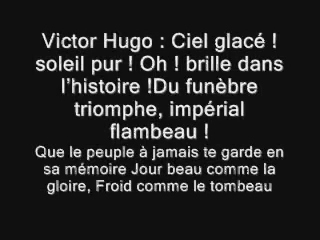 Victor Hugo : Ciel glacé !
soleil pur ! Oh ! brille dans
l’histoire !Du funèbre
triomphe, impérial
flambeau !
Que le peuple à jamais te garde en
sa mémoire Jour beau comme la
gloire, Froid comme le tombeau